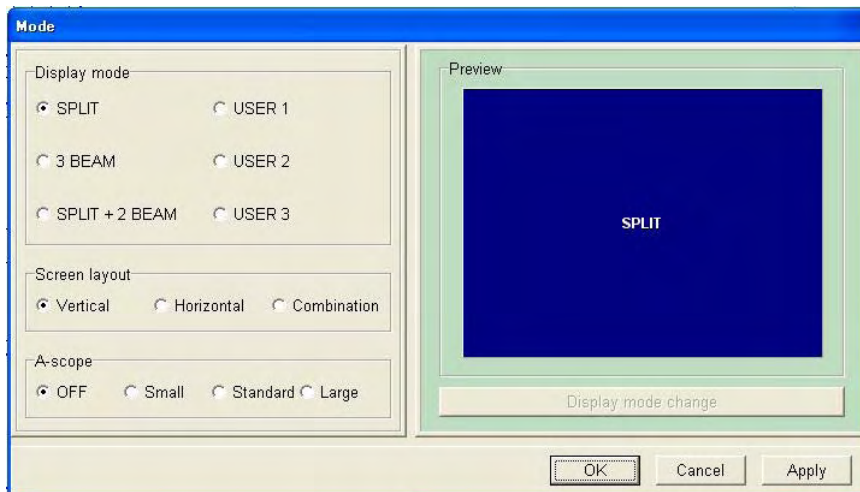 Mode
Display mode
SPLIT USER 1
3 BEAM USER 2
SPLIT + 2 BEAM USER 3
Screen layout
Vertical Horizontal Combination
A-scope
OFF Small Standard Large
Preview
SPLIT
Display mode change
OK Cancel Apply